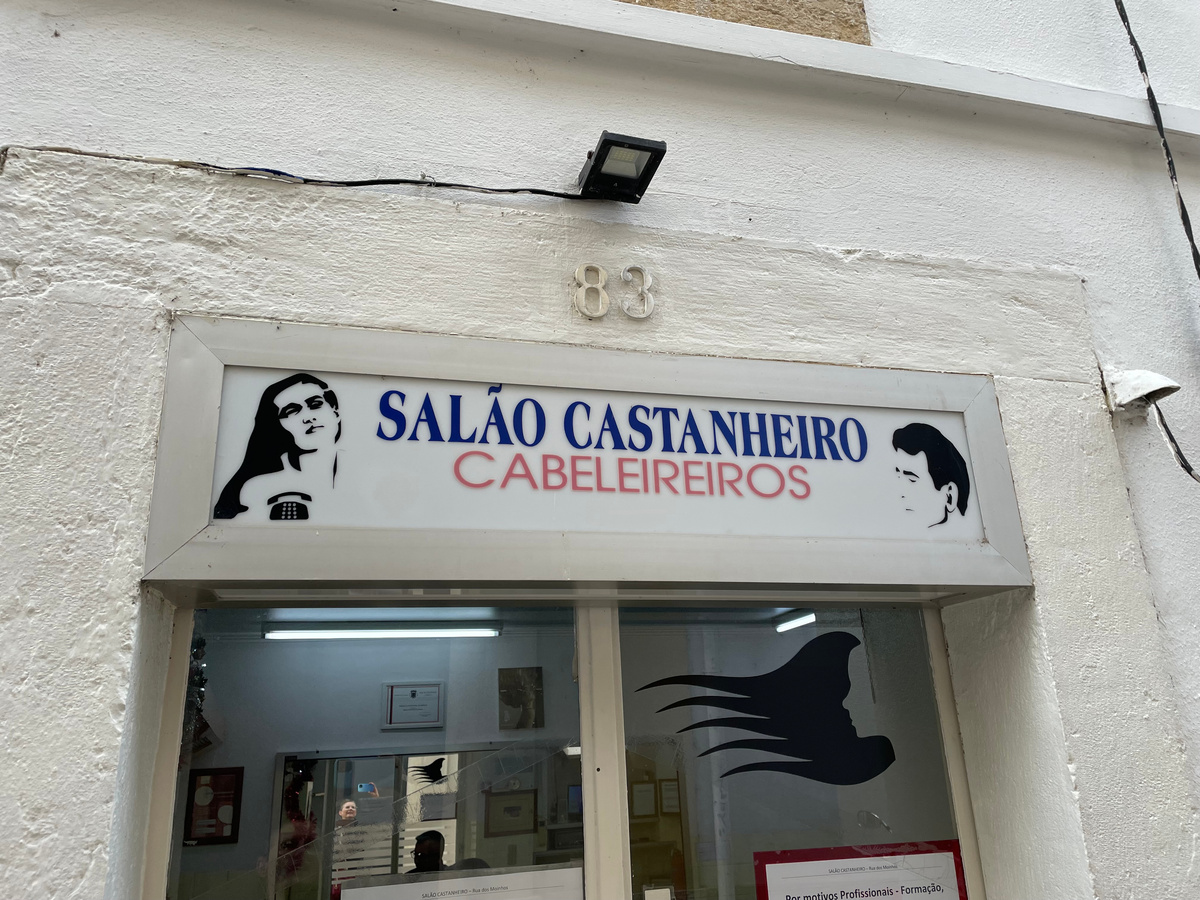 83
SALÃO CASTANHEIRO
CABELEIREIROS
SALÃO CASTANHEIRO – Rua dos Moinhos
Por motivos Profissionais - Formação,